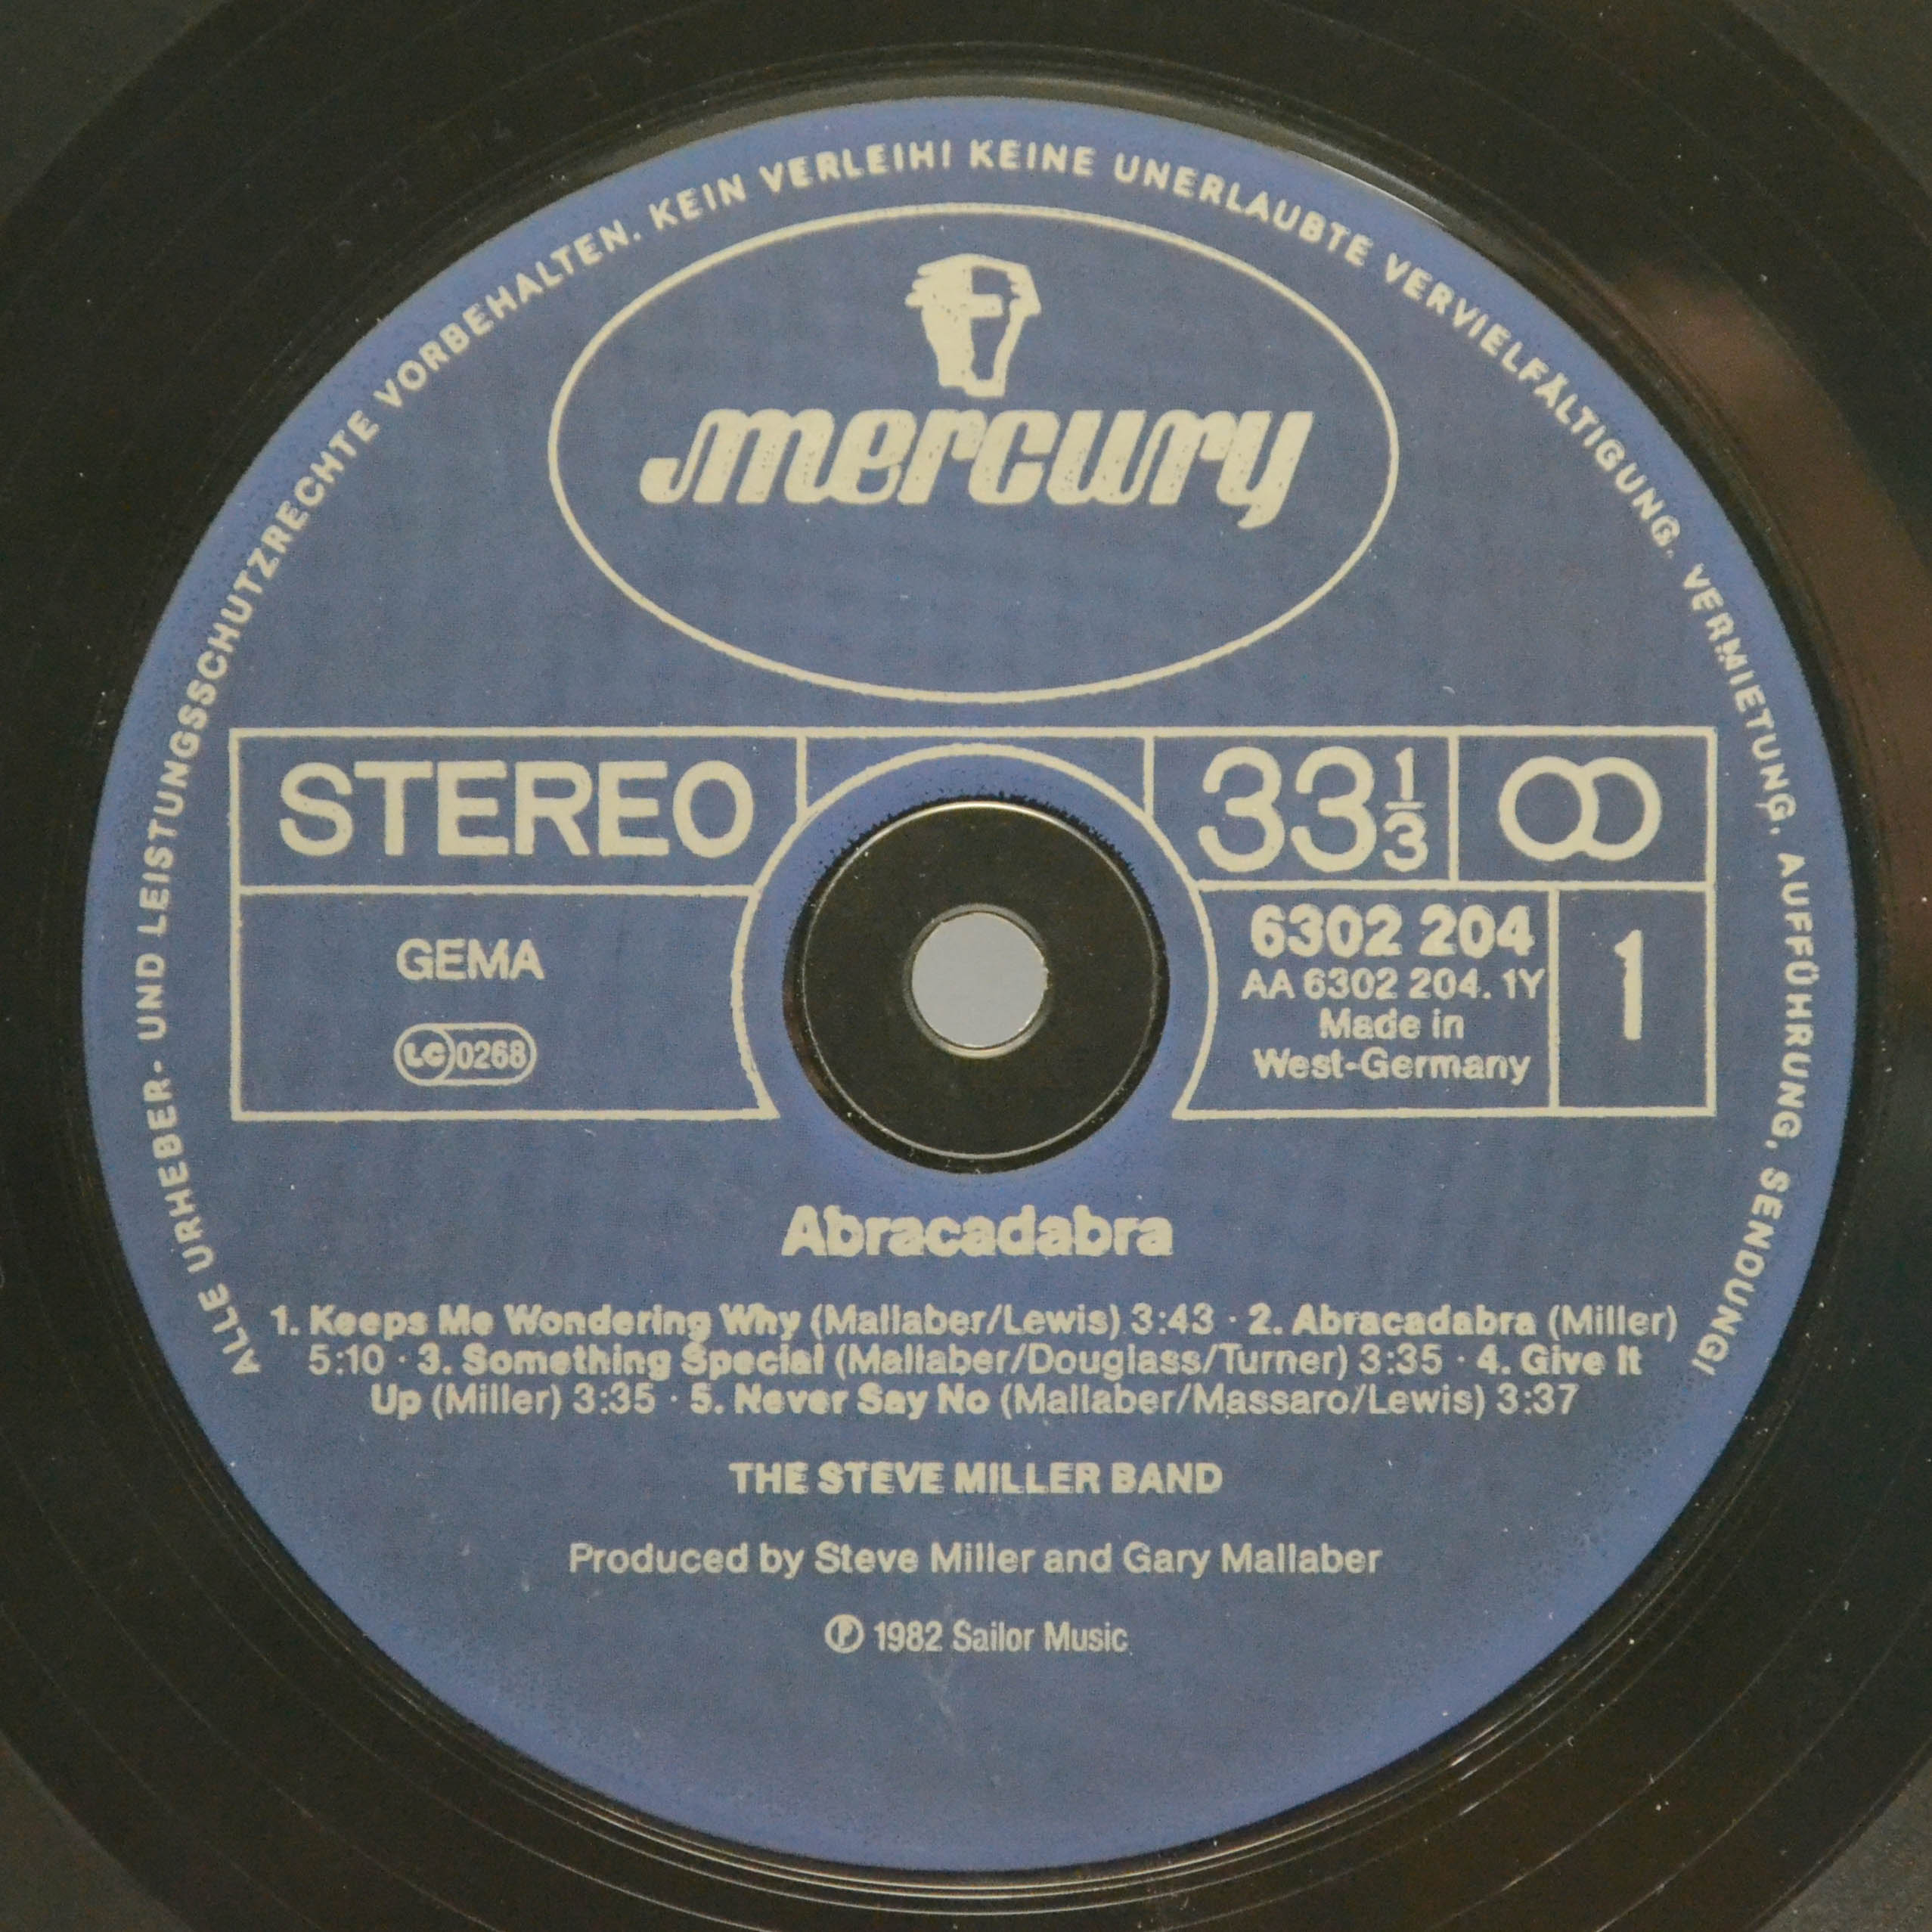 ALLE URHEBER- UND LEISTUNGSSCHUTZRECHTE VORBEHALTEN. KEIN VERLEIH! KEINE UNERLAUBTE VERVIELFÄLTIGUNG, VERMIETUNG, AUFFÜHRUNG, SENDUNG!
mercury
STEREO
33 1/3
GEMA
LC 0268
6302 204
AA 6302 204. 1Y
Made in
West-Germany
1
Abracadabra
1. Keeps Me Wondering Why (Mallaber/Lewis) 3:43 · 2. Abracadabra (Miller)
5:10 · 3. Something Special (Mallaber/Douglass/Turner) 3:35 · 4. Give It
Up (Miller) 3:35 · 5. Never Say No (Mallaber/Massaro/Lewis) 3:37
THE STEVE MILLER BAND
Produced by Steve Miller and Gary Mallaber
℗ 1982 Sailor Music